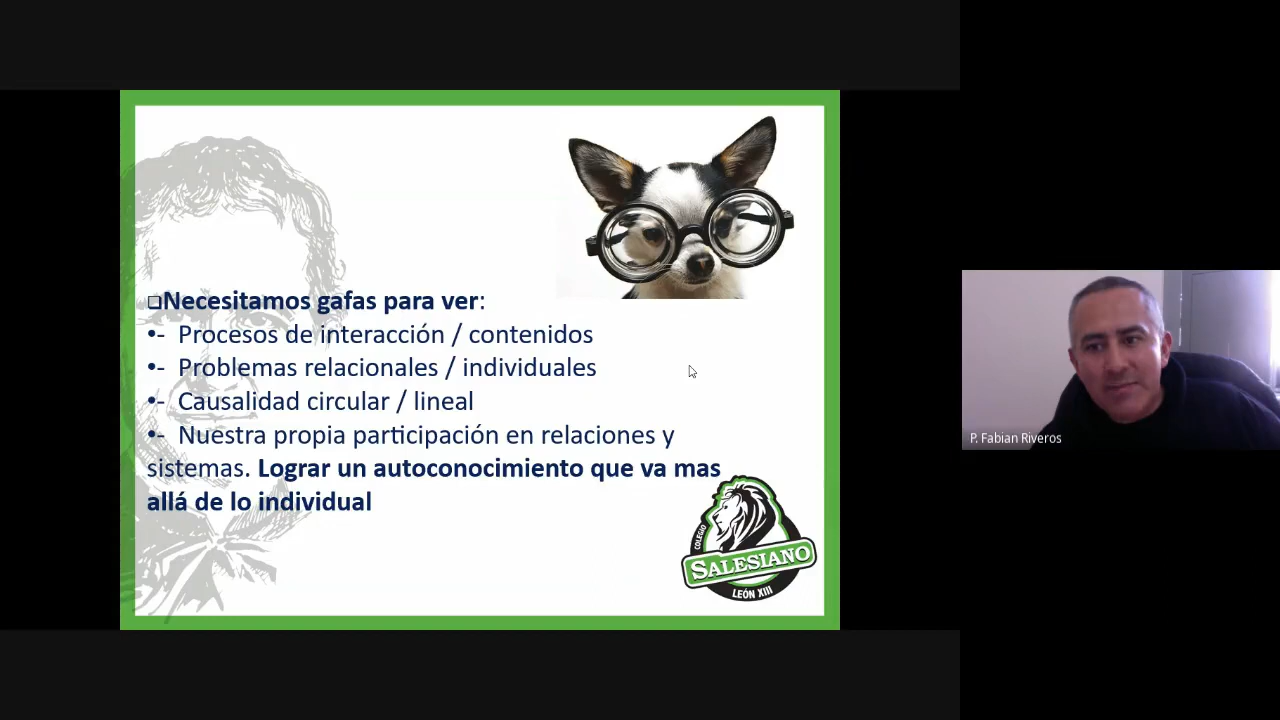 ❑Necesitamos gafas para ver:
•- Procesos de interacción / contenidos
•- Problemas relacionales / individuales
•- Causalidad circular / lineal
•- Nuestra propia participación en relaciones y
sistemas. Lograr un autoconocimiento que va mas
allá de lo individual
COLEGIO
SALESIANO
LEÓN XIII
P. Fabian Riveros